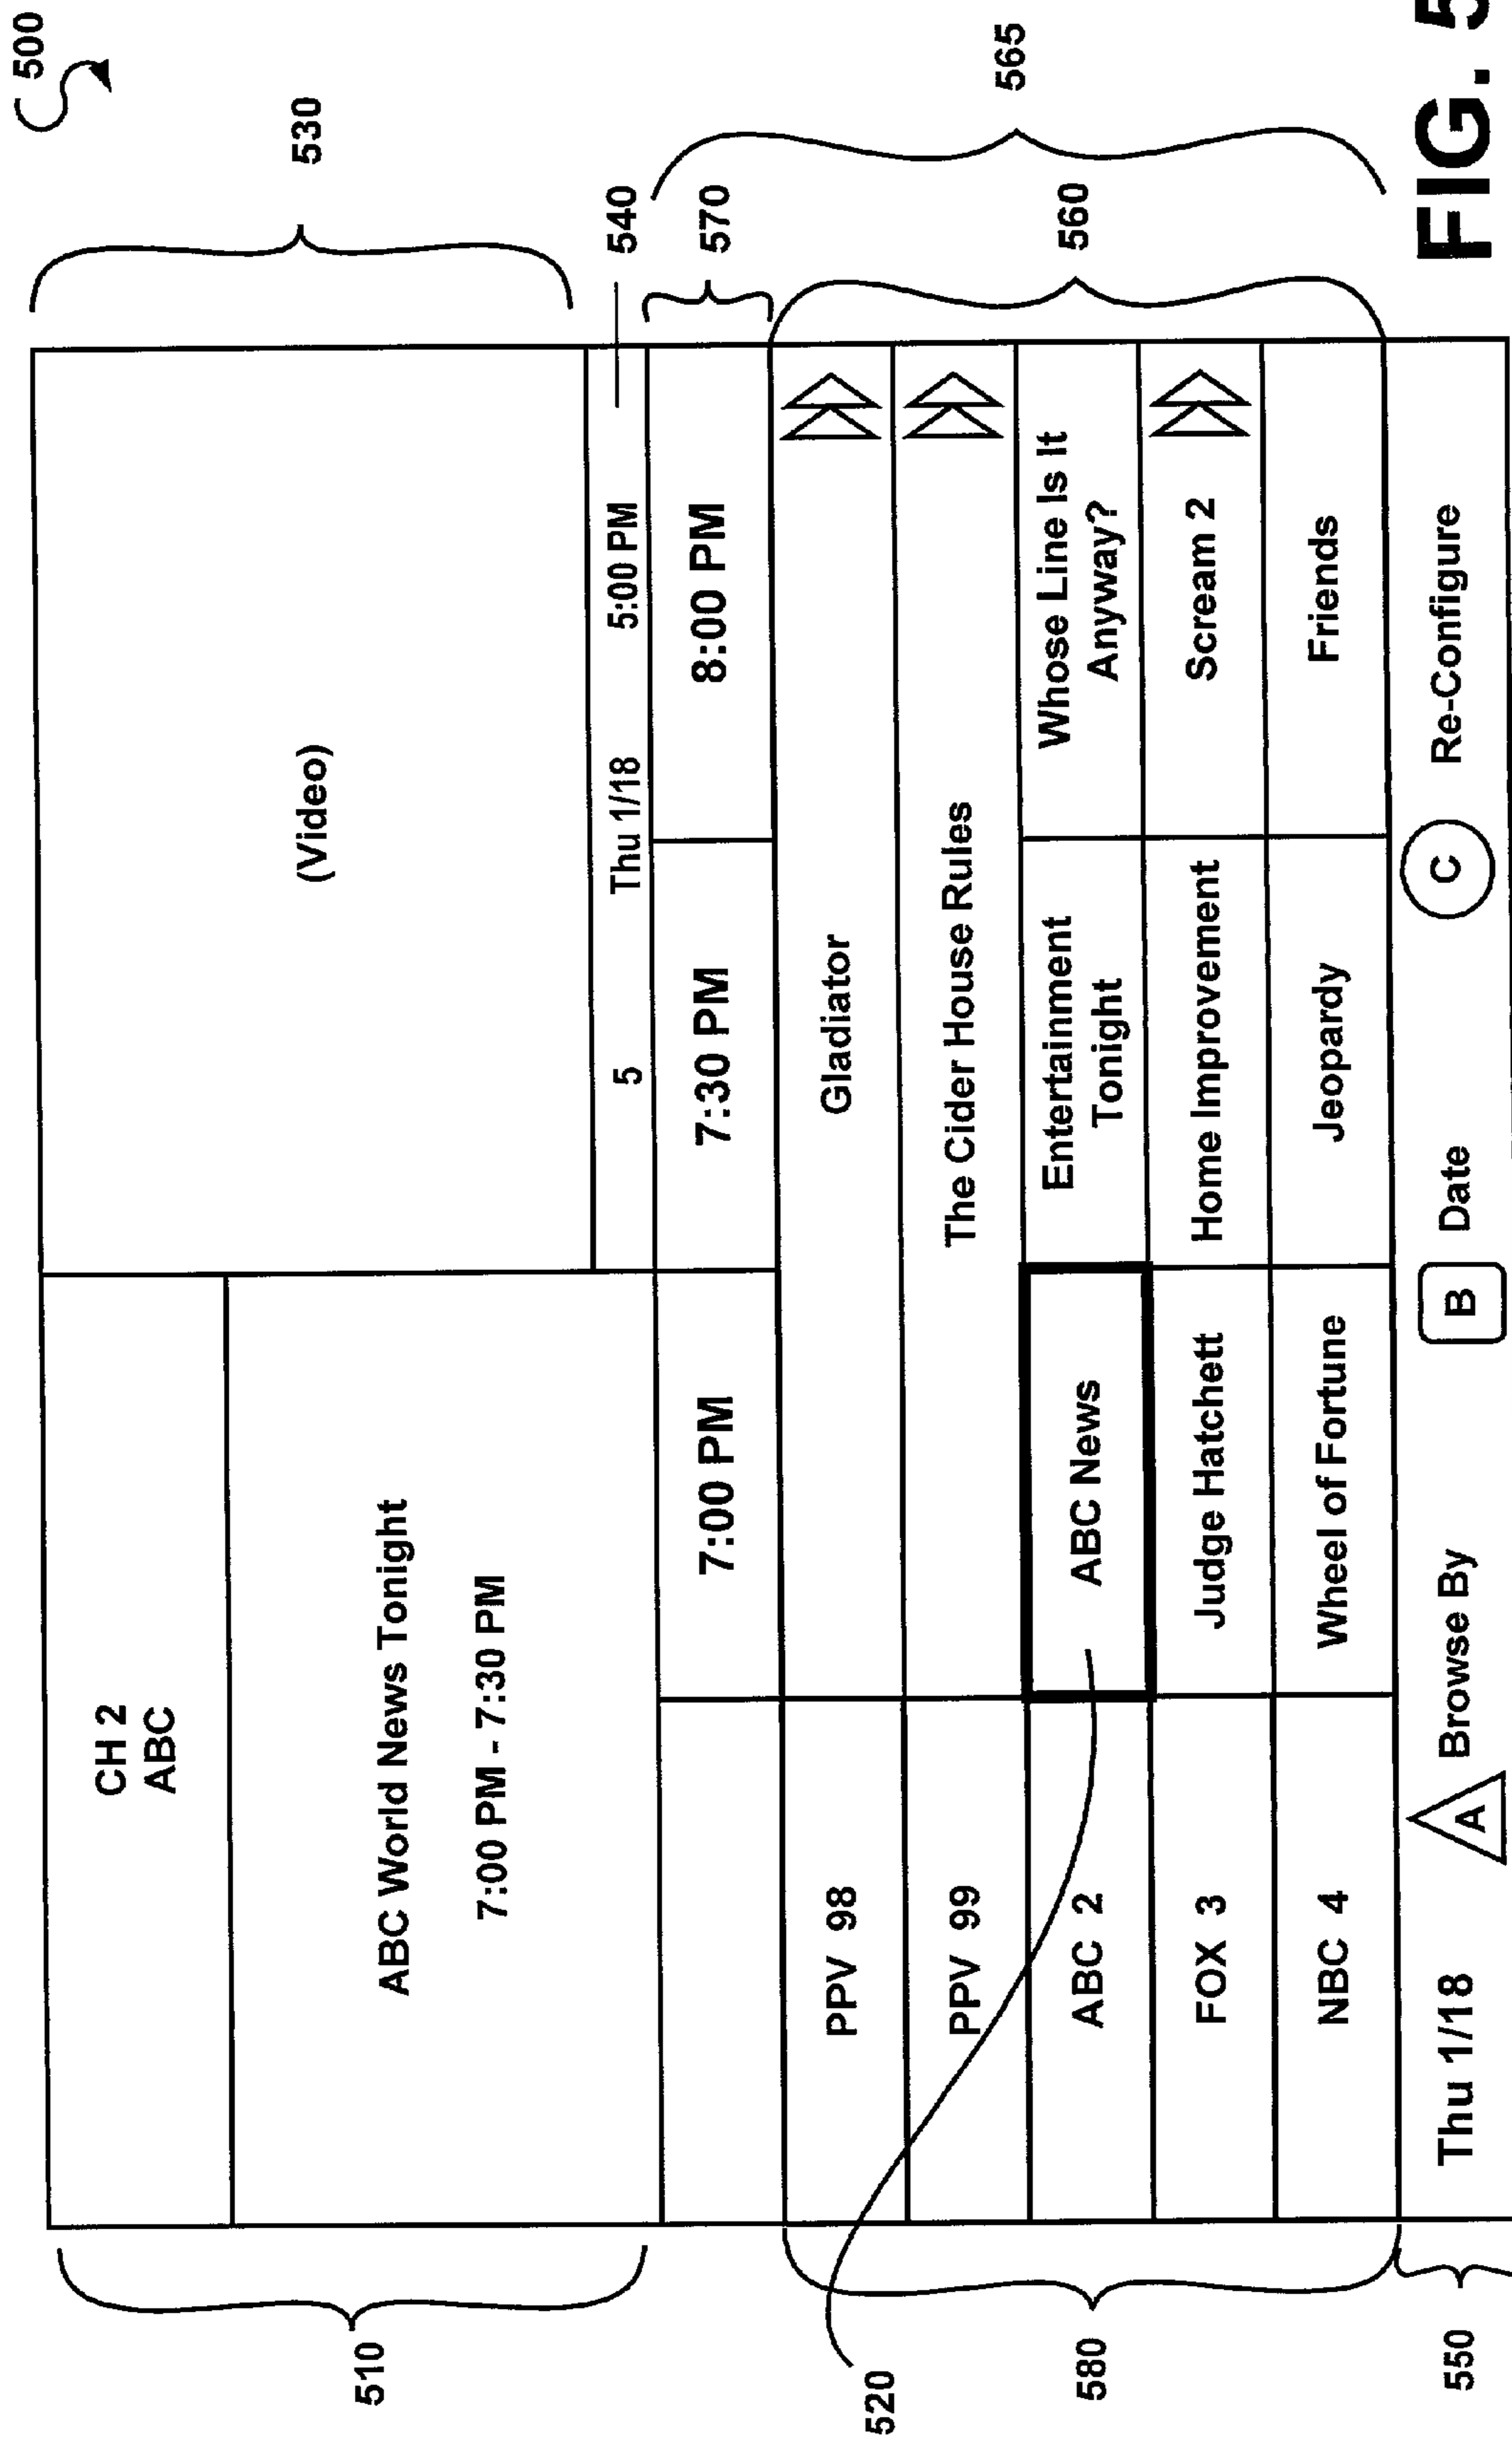 500
530
540
570
565
560
510
520
580
550
CH 2
ABC
ABC World News Tonight
7:00 PM - 7:30 PM
(Video)
5 Thu 1/18 5:00 PM
7:00 PM 7:30 PM 8:00 PM
PPV 98 Gladiator
PPV 99 The Cider House Rules
ABC 2 ABC News Entertainment Tonight Whose Line Is It Anyway?
FOX 3 Judge Hatchett Home Improvement Scream 2
NBC 4 Wheel of Fortune Jeopardy Friends
Thu 1/18 A Browse By B Date C Re-Configure
FIG. 5